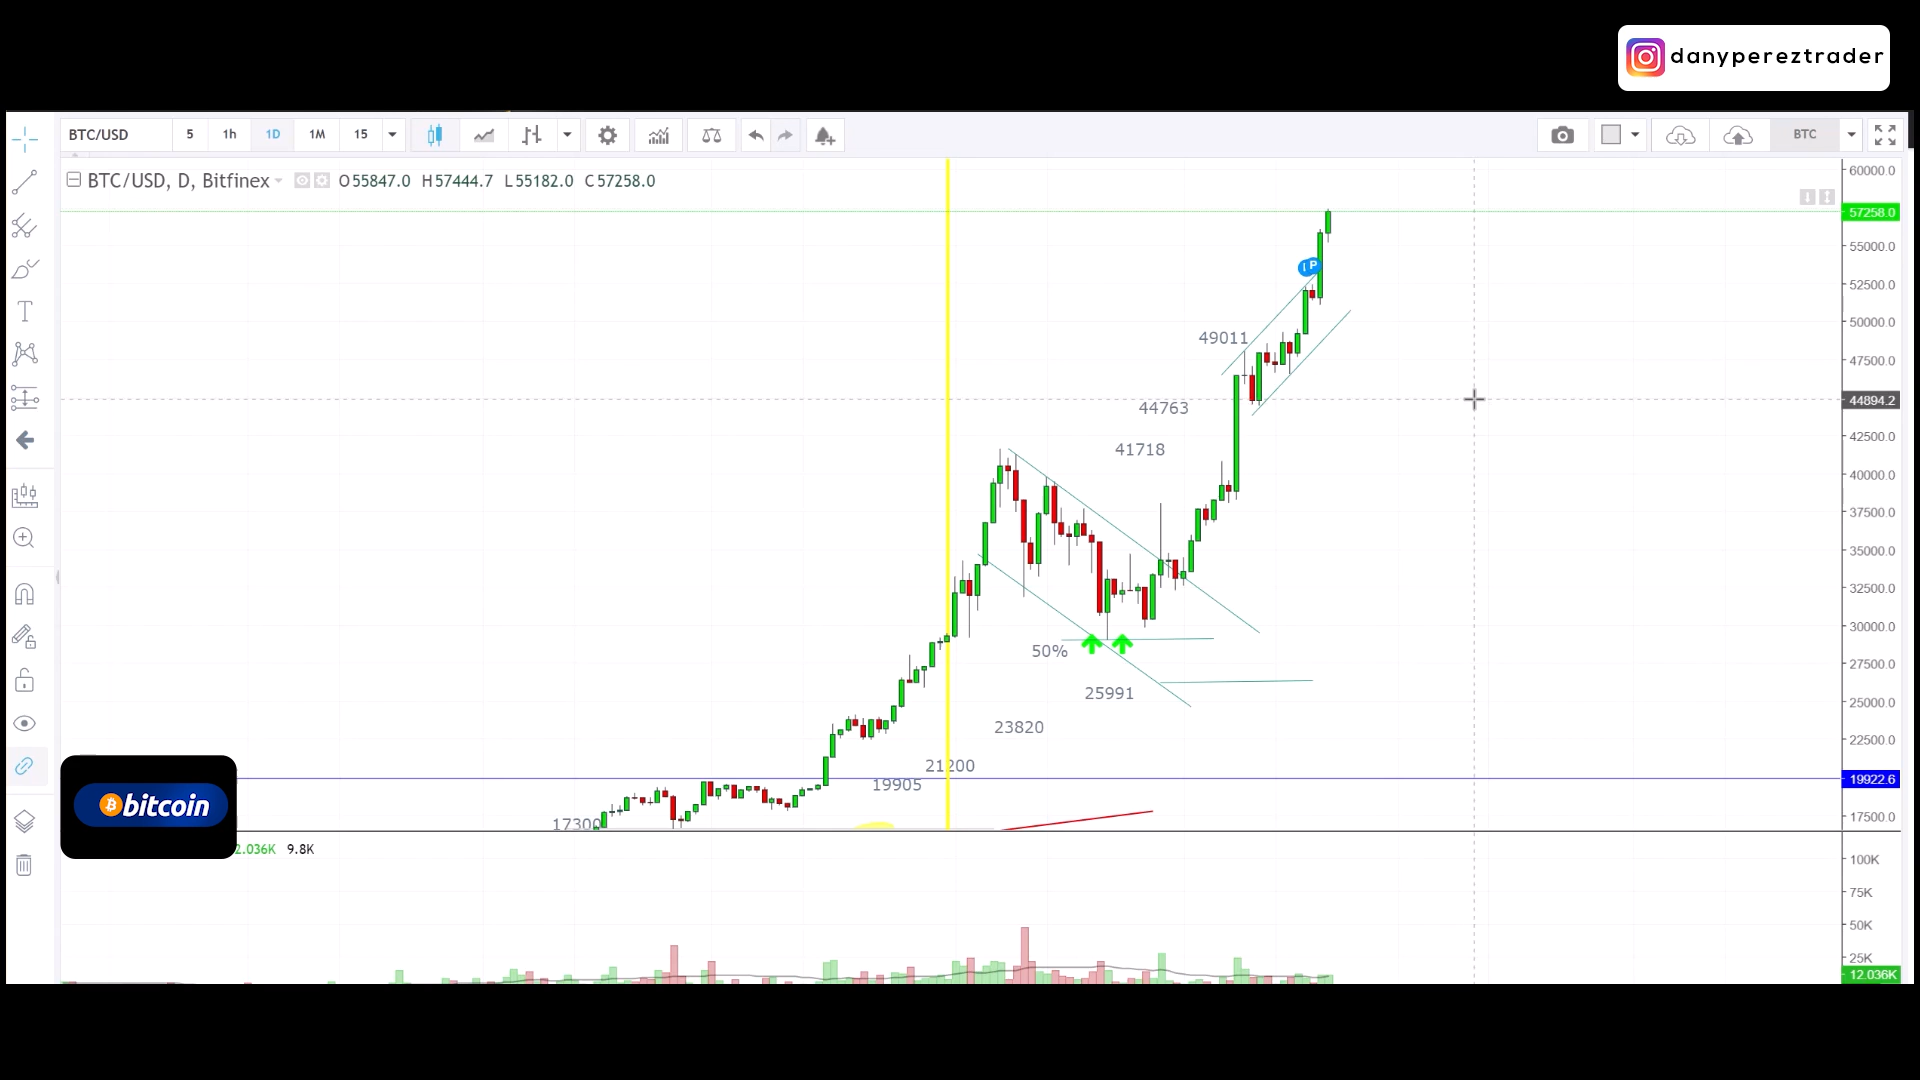 danypereztrader
BTC/USD 5 1h 1D 1M 15 BTC
BTC/USD, D, Bitfinex O55847.0 H57444.7 L55182.0 C57258.0
60000.0
57258.0
55000.0
52500.0
50000.0
47500.0
44894.2
42500.0
40000.0
37500.0
35000.0
32500.0
30000.0
27500.0
25000.0
22500.0
19922.6
17500.0
P
49011
44763
41718
50%
25991
23820
21200
19905
17300
bitcoin
2.036K 9.8K
100K
75K
50K
25K
12.036K